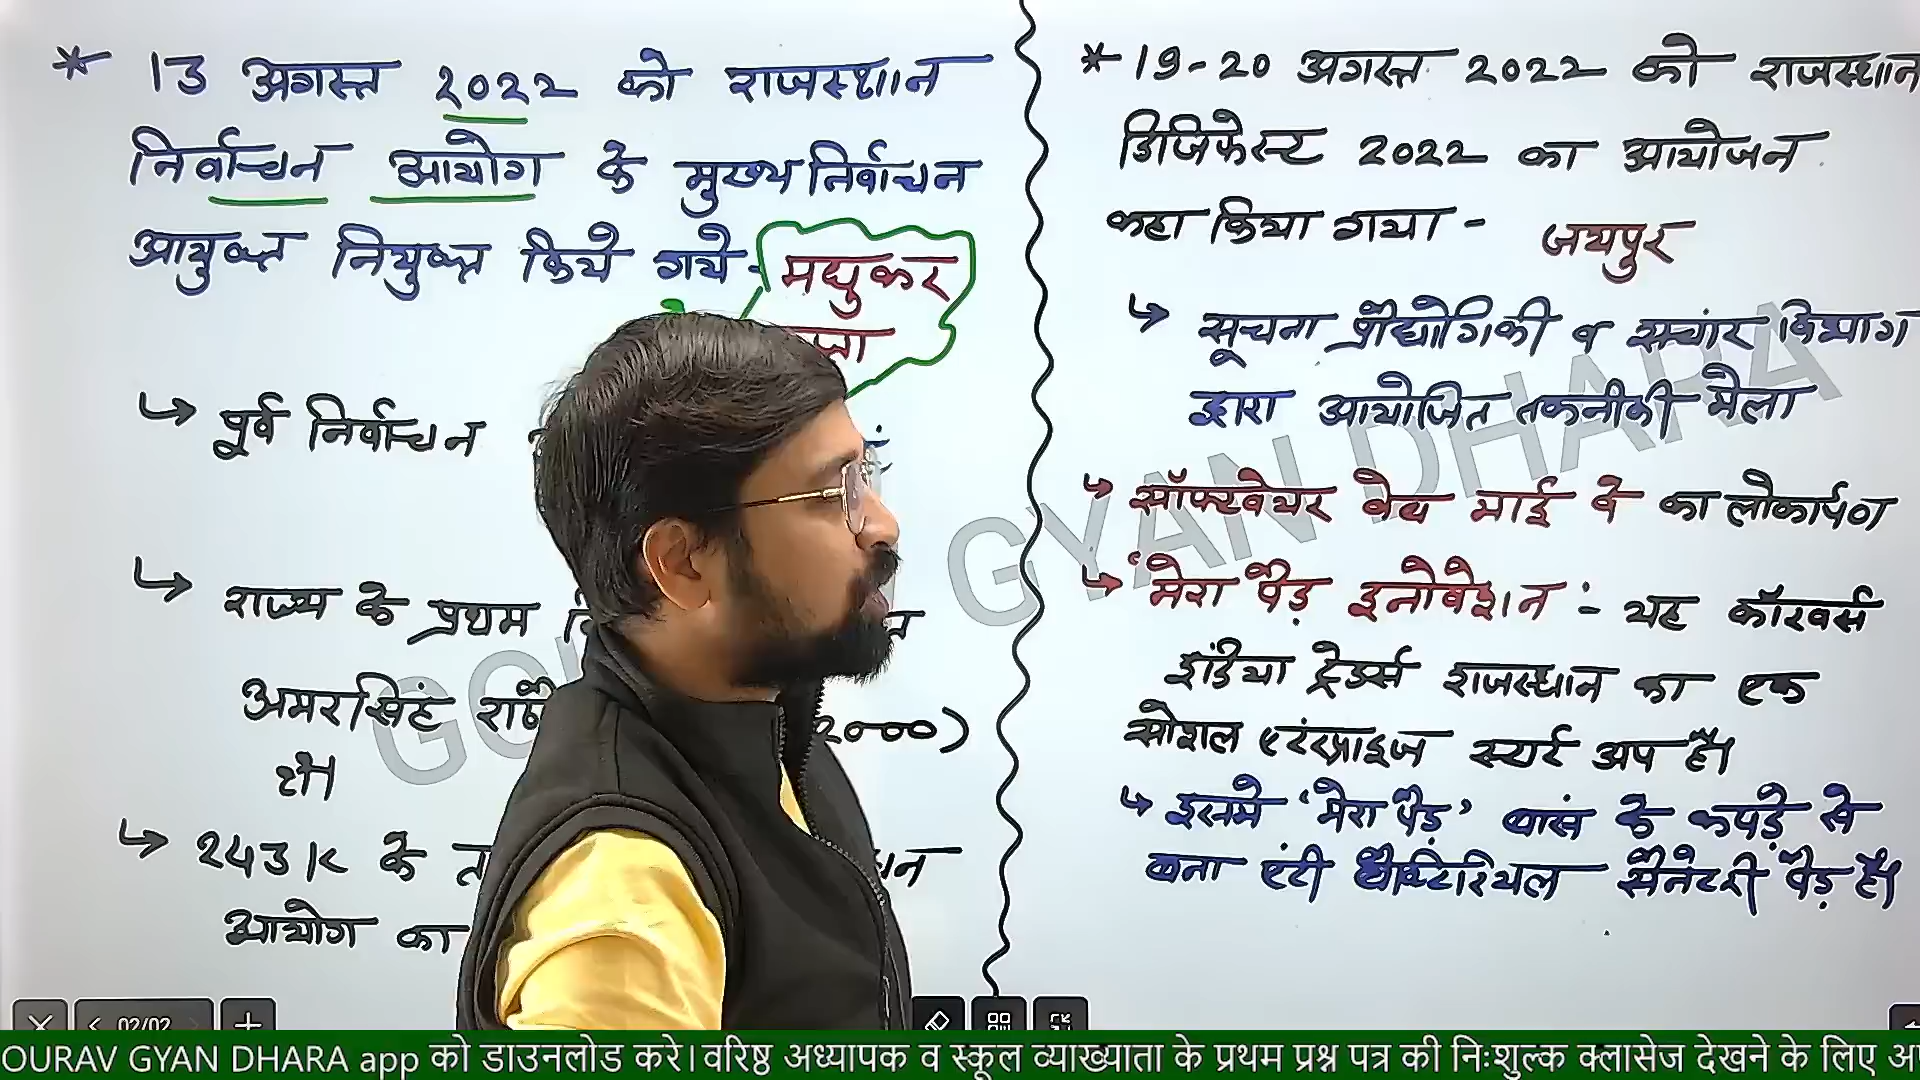 * 13 अगस्त 2022 को राजस्थान
निर्वाचन आयोग के मुख्य निर्वाचन
आयुक्त नियुक्त किये गये - मधुकर
↳ पूर्व निर्वाचन
↳ राज्य के प्रथम
अमरसिंह 2000)
थे।
↳ 243K के
आयोग का
* 19-20 अगस्त 2022 को राजस्थान
डिजिफेस्ट 2022 का आयोजन
कहा किया गया - जयपुर
↳ सूचना प्रौद्योगिकी व संचार विभाग
द्वारा आयोजित तकनीकी मेला
↳ सॉफ्टवेयर वेद्य माई वे का लोकार्पण
↳ 'मेरा पैड़ इनोवेशन :- यह कॉरवर्स
इंडिया ट्रेडर्स राजस्थान का एक
सोशल एंटरप्राइज स्टार्ट अप है।
↳ इसमे 'मेरा पैड़' बांस के कपड़े से
बना एंटी बैक्टिरियल सैनेटरी पैड़ है।
GYAN DHARA
02/02
OURAV GYAN DHARA app को डाउनलोड करे। वरिष्ठ अध्यापक व स्कूल व्याख्याता के प्रथम प्रश्न पत्र की निःशुल्क क्लासेज देखने के लिए